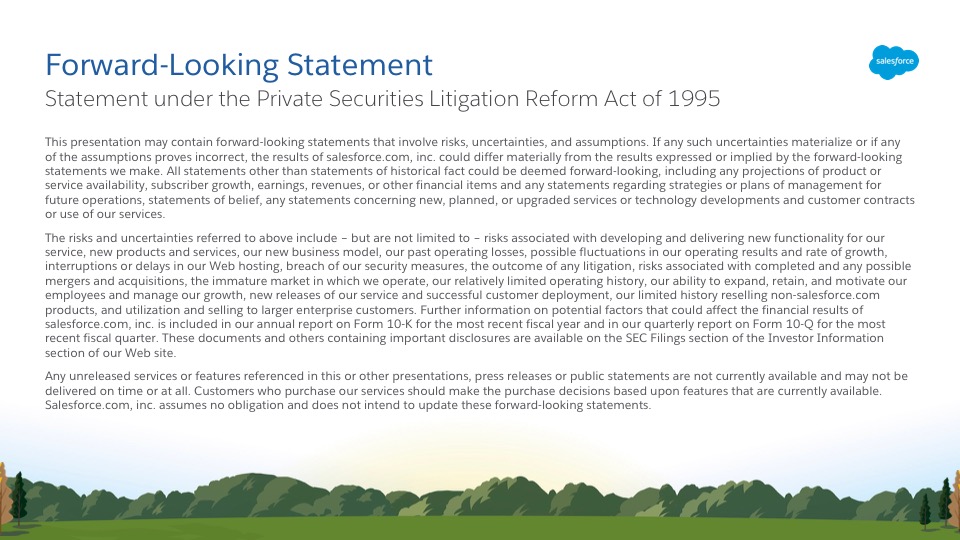 Forward-Looking Statement
salesforce
Statement under the Private Securities Litigation Reform Act of 1995
This presentation may contain forward-looking statements that involve risks, uncertainties, and assumptions. If any such uncertainties materialize or if any
of the assumptions proves incorrect, the results of salesforce.com, inc. could differ materially from the results expressed or implied by the forward-looking
statements we make. All statements other than statements of historical fact could be deemed forward-looking, including any projections of product or
service availability, subscriber growth, earnings, revenues, or other financial items and any statements regarding strategies or plans of management for
future operations, statements of belief, any statements concerning new, planned, or upgraded services or technology developments and customer contracts
or use of our services.
The risks and uncertainties referred to above include – but are not limited to – risks associated with developing and delivering new functionality for our
service, new products and services, our new business model, our past operating losses, possible fluctuations in our operating results and rate of growth,
interruptions or delays in our Web hosting, breach of our security measures, the outcome of any litigation, risks associated with completed and any possible
mergers and acquisitions, the immature market in which we operate, our relatively limited operating history, our ability to expand, retain, and motivate our
employees and manage our growth, new releases of our service and successful customer deployment, our limited history reselling non-salesforce.com
products, and utilization and selling to larger enterprise customers. Further information on potential factors that could affect the financial results of
salesforce.com, inc. is included in our annual report on Form 10-K for the most recent fiscal year and in our quarterly report on Form 10-Q for the most
recent fiscal quarter. These documents and others containing important disclosures are available on the SEC Filings section of the Investor Information
section of our Web site.
Any unreleased services or features referenced in this or other presentations, press releases or public statements are not currently available and may not be
delivered on time or at all. Customers who purchase our services should make the purchase decisions based upon features that are currently available.
Salesforce.com, inc. assumes no obligation and does not intend to update these forward-looking statements.